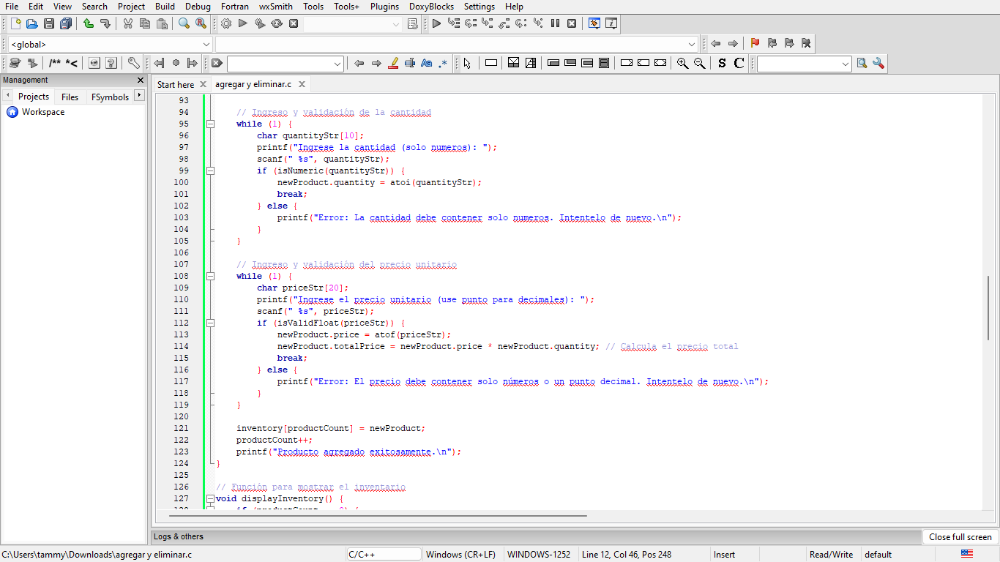 File Edit View Search Project Build Debug Fortran wxSmith Tools Tools+ Plugins DoxyBlocks Settings Help
<global>
/** *< Aa .* S C
Management
Start here agregar y eliminar.c
Projects Files FSymbols
Workspace
93
94 // Ingreso y validación de la cantidad
95 while (1) {
96 char quantityStr[10];
97 printf("Ingrese la cantidad (solo numeros): ");
98 scanf(" %s", quantityStr);
99 if (isNumeric(quantityStr)) {
100 newProduct.quantity = atoi(quantityStr);
101 break;
102 } else {
103 printf("Error: La cantidad debe contener solo numeros. Intentelo de nuevo.\n");
104 }
105 }
106
107 // Ingreso y validación del precio unitario
108 while (1) {
109 char priceStr[20];
110 printf("Ingrese el precio unitario (use punto para decimales): ");
111 scanf(" %s", priceStr);
112 if (isValidFloat(priceStr)) {
113 newProduct.price = atof(priceStr);
114 newProduct.totalPrice = newProduct.price * newProduct.quantity; // Calcula el precio total
115 break;
116 } else {
117 printf("Error: El precio debe contener solo números o un punto decimal. Intentelo de nuevo.\n");
118 }
119 }
120
121 inventory[productCount] = newProduct;
122 productCount++;
123 printf("Producto agregado exitosamente.\n");
124 }
125
126 // Función para mostrar el inventario
127 void displayInventory() {
Logs & others
Close full screen
C:\Users\tammy\Downloads\agregar y eliminar.c C/C++ Windows (CR+LF) WINDOWS-1252 Line 12, Col 46, Pos 248 Insert Read/Write default